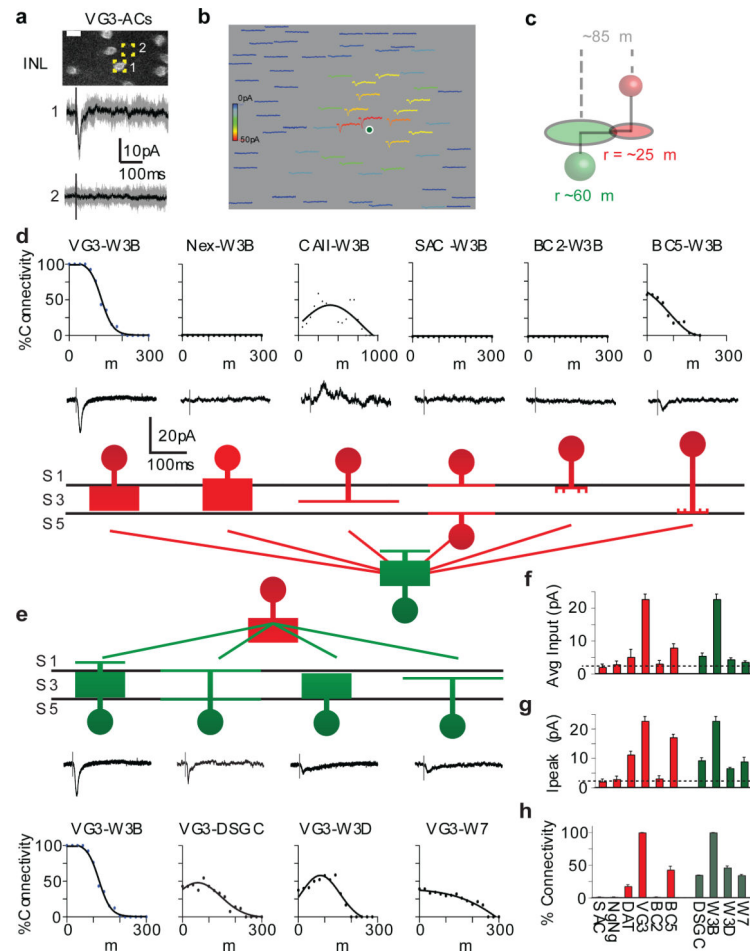 a
VG3-ACs
INL
2
1
1
10pA
100ms
2
b
0pA
50pA
c
~85 m
r = ~25 m
r ~60 m
d
VG3-W3B
Nex-W3B
CAII-W3B
SAC -W3B
BC2-W3B
BC5-W3B
%Connectivity
100
50
0
0 m 300
0 m 300
0 m 1000
0 m 300
0 m 300
0 m 300
20pA
100ms
S1
S3
S5
e
S1
S3
S5
VG3-W3B
VG3-DSGC
VG3-W3D
VG3-W7
%Connectivity
100
50
0
0 m 300
0 m 300
0 m 300
0 m 300
f
Avg Input (pA)
20
10
0
g
Ipeak (pA)
20
10
0
h
% Connectivity
100
50
0
SAC
NgNg
DAT
VG3
BC2
BC5
DSGC
W3B
W3D
W7